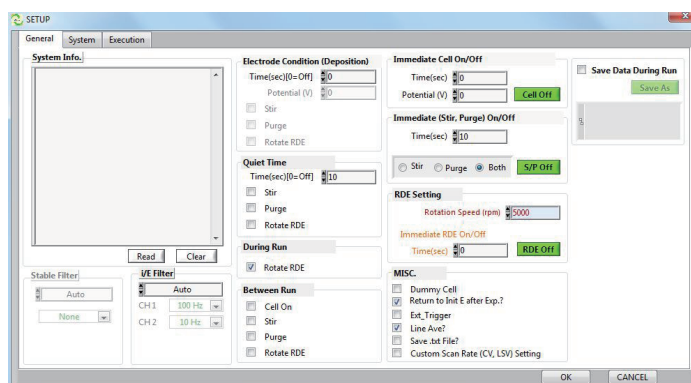 SETUP
General System Execution
System Info.
Read Clear
Stable Filter
Auto
None
i/E Filter
Auto
CH1 100 Hz
CH2 10 Hz
Electrode Condition (Deposition)
Time(sec)[0=Off] 0
Potential (V) 0
Stir
Purge
Rotate RDE
Quiet Time
Time(sec)[0=Off] 10
Stir
Purge
Rotate RDE
During Run
Rotate RDE
Between Run
Cell On
Stir
Purge
Rotate RDE
Immediate Cell On/Off
Time(sec) 0
Potential (V) 0 Cell Off
Immediate (Stir, Purge) On/Off
Time(sec) 10
Stir Purge Both S/P Off
RDE Setting
Rotation Speed (rpm) 5000
Immediate RDE On/Off
Time(sec) 0 RDE Off
MISC.
Dummy Cell
Return to Init E after Exp.?
Ext_Trigger
Line Ave?
Save .txt File?
Custom Scan Rate (CV, LSV) Setting
Save Data During Run
Save As
OK CANCEL